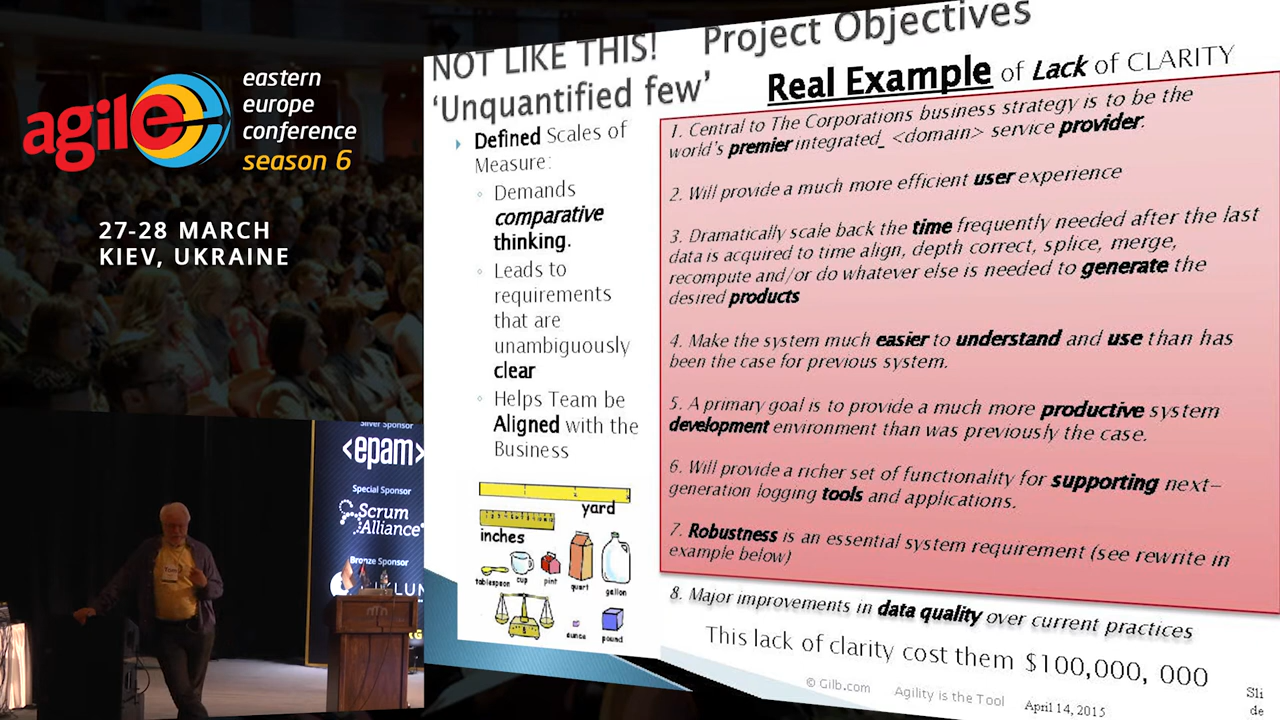 agilee
eastern
europe
conference
season 6
27-28 MARCH
KIEV, UKRAINE
Silver Sponsor
<epam>
Special Sponsor
Scrum
Alliance
Bronze Sponsor
NOT LIKE THIS! Project Objectives
'Unquantified few'
Real Example of Lack of CLARITY
Defined Scales of
Measure:
Demands
comparative
thinking.
Leads to
requirements
that are
unambiguously
clear
Helps Team be
Aligned with the
Business
yard
inches
tablespoon cup pint quart gallon
ounce pound
1. Central to The Corporations business strategy is to be the
world's premier integrated_ <domain> service provider.
2. Will provide a much more efficient user experience
3. Dramatically scale back the time frequently needed after the last
data is acquired to time align, depth correct, splice, merge,
recompute and/or do whatever else is needed to generate the
desired products
4. Make the system much easier to understand and use than has
been the case for previous system.
5. A primary goal is to provide a much more productive system
development environment than was previously the case.
6. Will provide a richer set of functionality for supporting next-
generation logging tools and applications.
7. Robustness is an essential system requirement (see rewrite in
example below)
8. Major improvements in data quality over current practices
This lack of clarity cost them $100,000, 000
© Gilb.com Agility is the Tool April 14, 2015
Sli
de